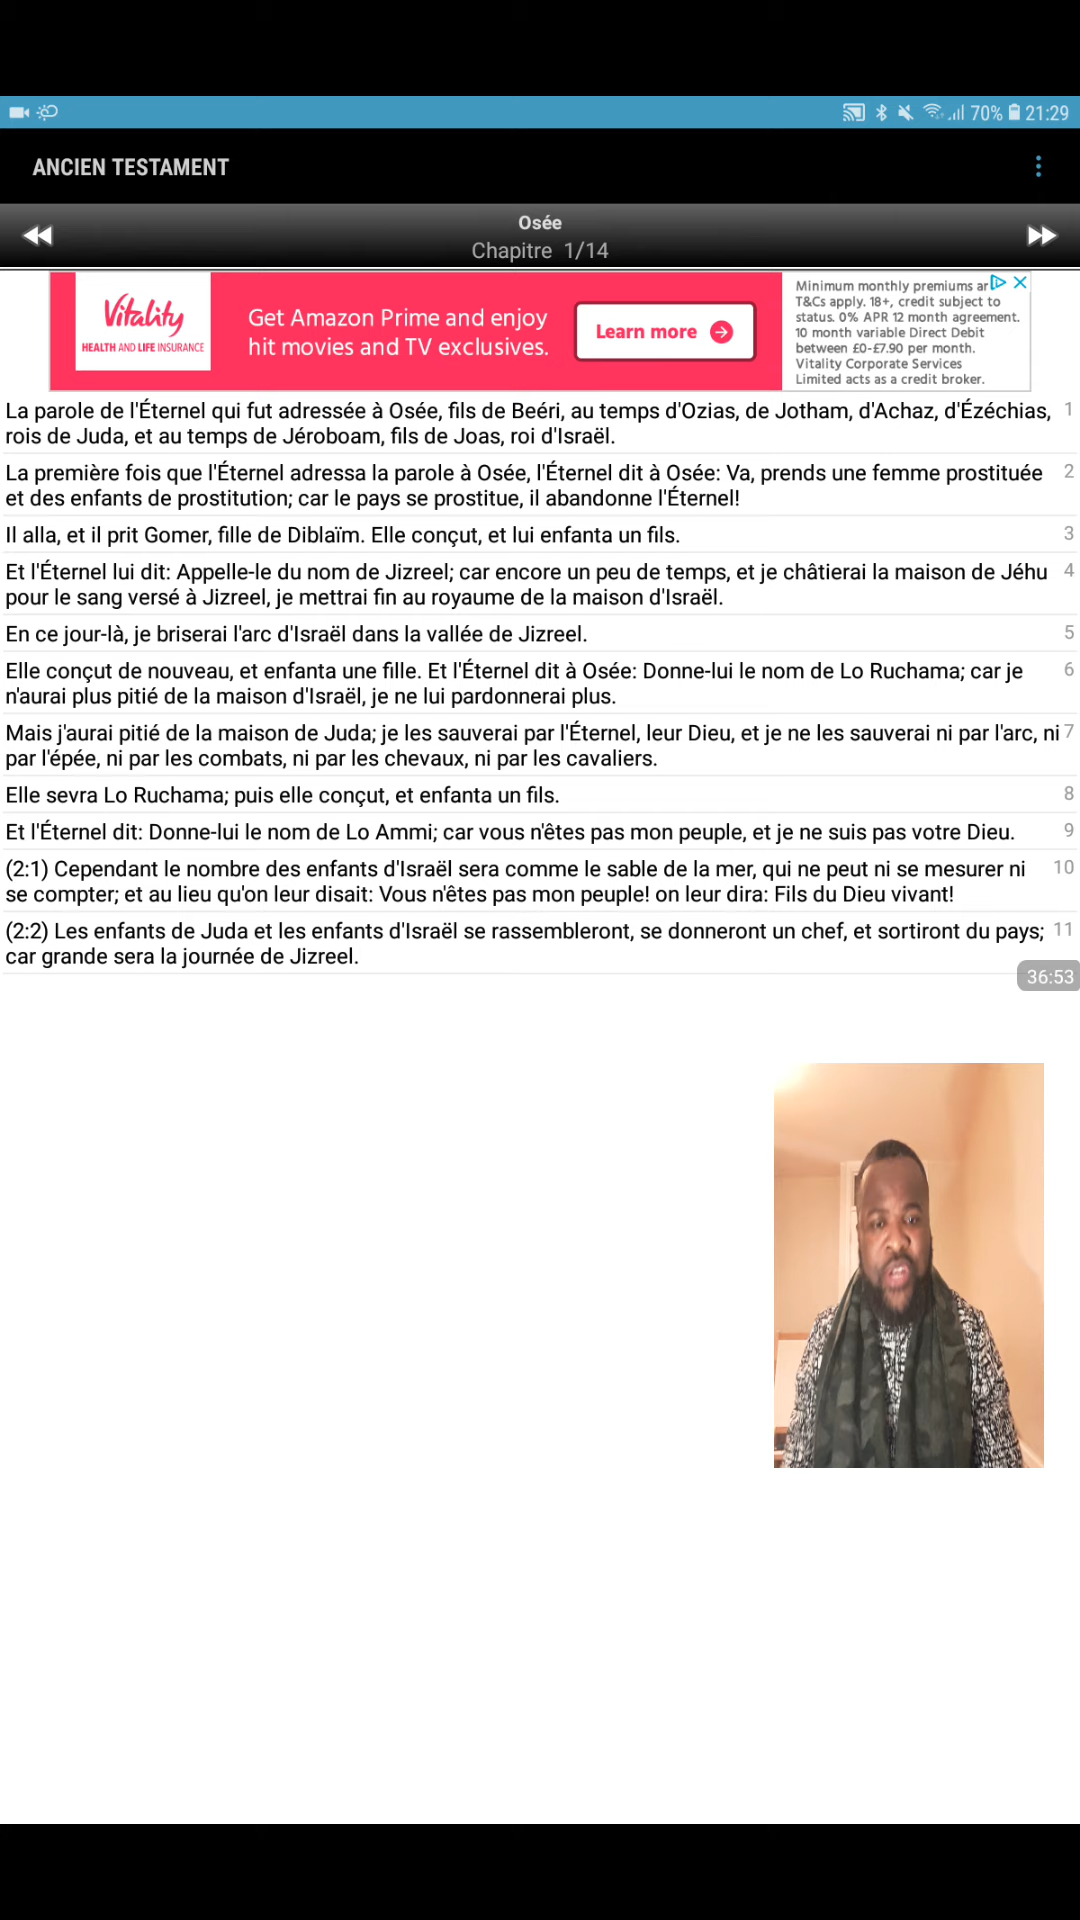 70% 21:29
ANCIEN TESTAMENT
Osée
Chapitre 1/14
Vitality
HEALTH AND LIFE INSURANCE
Get Amazon Prime and enjoy
hit movies and TV exclusives.
Learn more
Minimum monthly premiums ar
T&Cs apply. 18+, credit subject to
status. 0% APR 12 month agreement.
10 month variable Direct Debit
between £0-£7.90 per month.
Vitality Corporate Services
Limited acts as a credit broker.
La parole de l'Éternel qui fut adressée à Osée, fils de Beéri, au temps d'Ozias, de Jotham, d'Achaz, d'Ézéchias, 1
rois de Juda, et au temps de Jéroboam, fils de Joas, roi d'Israël.
La première fois que l'Éternel adressa la parole à Osée, l'Éternel dit à Osée: Va, prends une femme prostituée 2
et des enfants de prostitution; car le pays se prostitue, il abandonne l'Éternel!
Il alla, et il prit Gomer, fille de Diblaïm. Elle conçut, et lui enfanta un fils. 3
Et l'Éternel lui dit: Appelle-le du nom de Jizreel; car encore un peu de temps, et je châtierai la maison de Jéhu 4
pour le sang versé à Jizreel, je mettrai fin au royaume de la maison d'Israël.
En ce jour-là, je briserai l'arc d'Israël dans la vallée de Jizreel. 5
Elle conçut de nouveau, et enfanta une fille. Et l'Éternel dit à Osée: Donne-lui le nom de Lo Ruchama; car je 6
n'aurai plus pitié de la maison d'Israël, je ne lui pardonnerai plus.
Mais j'aurai pitié de la maison de Juda; je les sauverai par l'Éternel, leur Dieu, et je ne les sauverai ni par l'arc, ni 7
par l'épée, ni par les combats, ni par les chevaux, ni par les cavaliers.
Elle sevra Lo Ruchama; puis elle conçut, et enfanta un fils. 8
Et l'Éternel dit: Donne-lui le nom de Lo Ammi; car vous n'êtes pas mon peuple, et je ne suis pas votre Dieu. 9
(2:1) Cependant le nombre des enfants d'Israël sera comme le sable de la mer, qui ne peut ni se mesurer ni 10
se compter; et au lieu qu'on leur disait: Vous n'êtes pas mon peuple! on leur dira: Fils du Dieu vivant!
(2:2) Les enfants de Juda et les enfants d'Israël se rassembleront, se donneront un chef, et sortiront du pays; 11
car grande sera la journée de Jizreel.
36:53